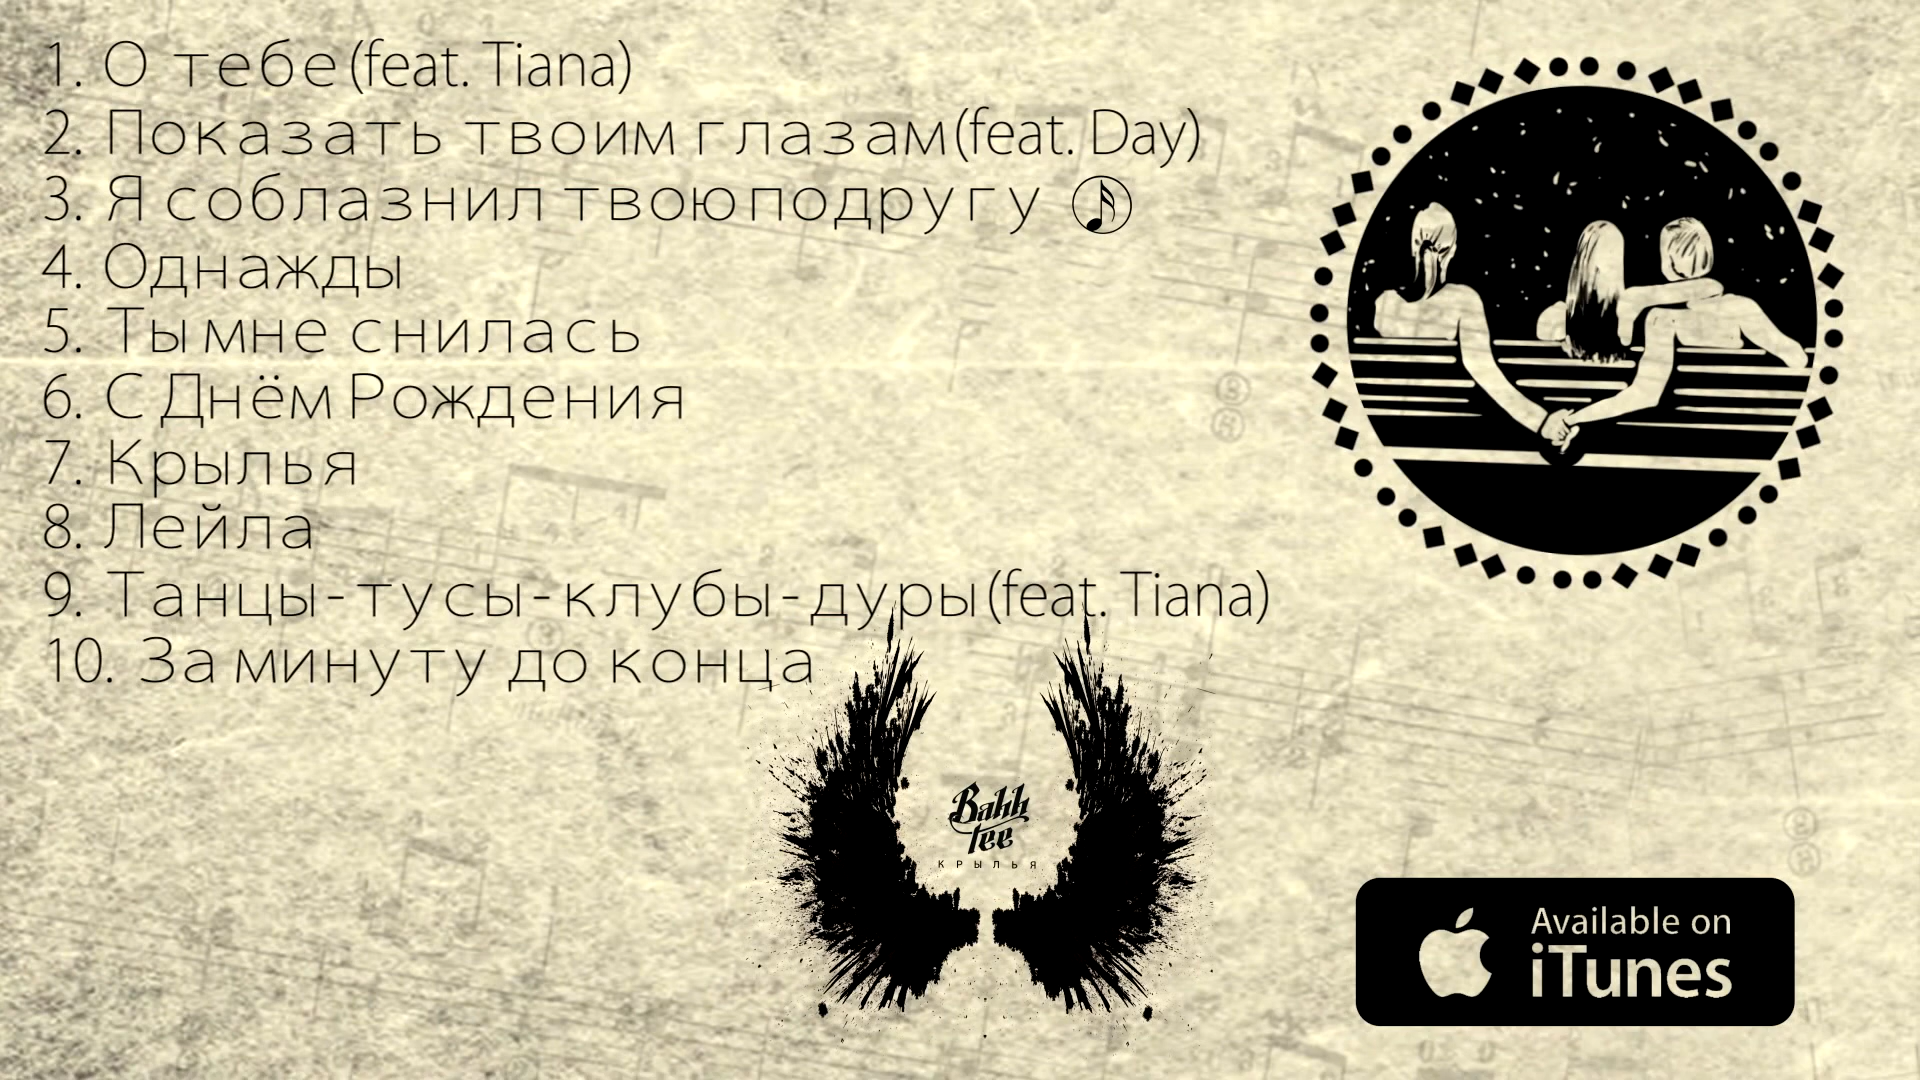 1. О тебе (feat. Tiana)
2. Показать твоим глазам (feat. Day)
3. Я соблазнил твою подругу
4. Однажды
5. Ты мне снилась
6. С Днём Рождения
7. Крылья
8. Лейла
9. Танцы-тусы-клубы-дуры (feat. Tiana)
10. За минуту до конца
Bahh
tee
КРЫЛЬЯ
Available on
iTunes